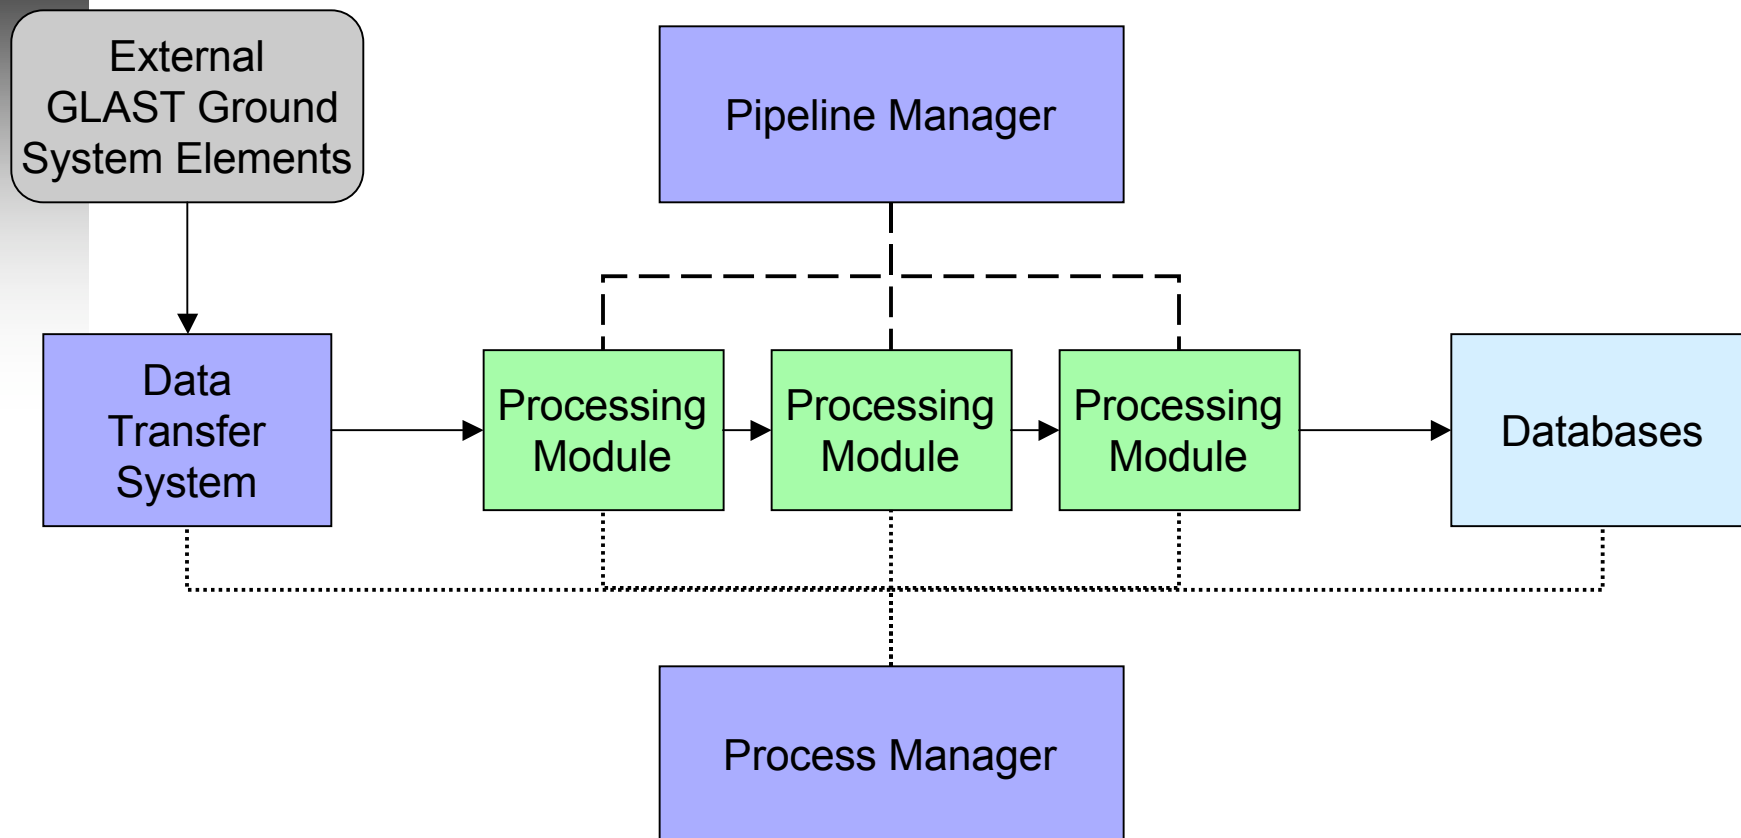 External
GLAST Ground
System Elements
Pipeline Manager
Data
Transfer
System
Processing
Module
Processing
Module
Processing
Module
Databases
Process Manager